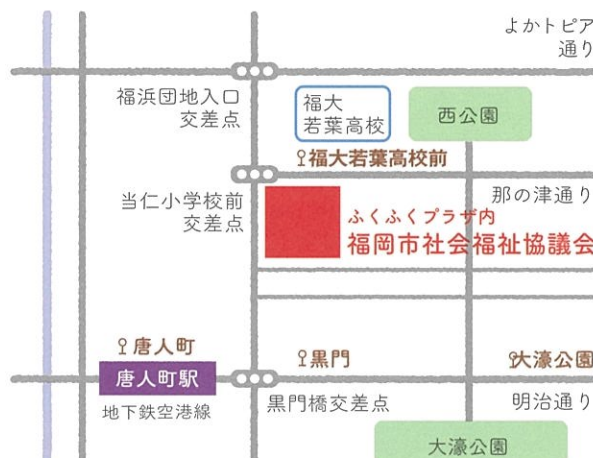 よかトピア
通り
福浜団地入口
交差点
福大
若葉高校
西公園
福大若葉高校前
当仁小学校前
交差点
那の津通り
ふくふくプラザ内
福岡市社会福祉協議会
唐人町
黒門
大濠公園
唐人町駅
地下鉄空港線
黒門橋交差点
明治通り
大濠公園